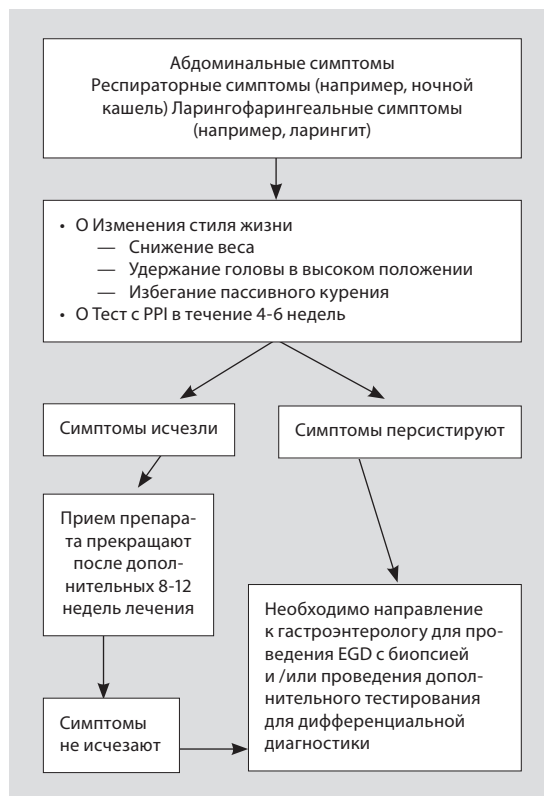 Абдоминальные симптомы
Респираторные симптомы (например, ночной
кашель) Ларингофарингеальные симптомы
(например, ларингит)
• О Изменения стиля жизни
— Снижение веса
— Удержание головы в высоком положении
— Избегание пассивного курения
• О Тест с PPI в течение 4-6 недель
Симптомы исчезли
Симптомы персистируют
Прием препара-
та прекращают
после допол-
нительных 8-12
недель лечения
Необходимо направление
к гастроэнтерологу для про-
ведения EGD с биопсией
и /или проведения допол-
нительного тестирования
для дифференциальной
диагностики
Симптомы
не исчезают